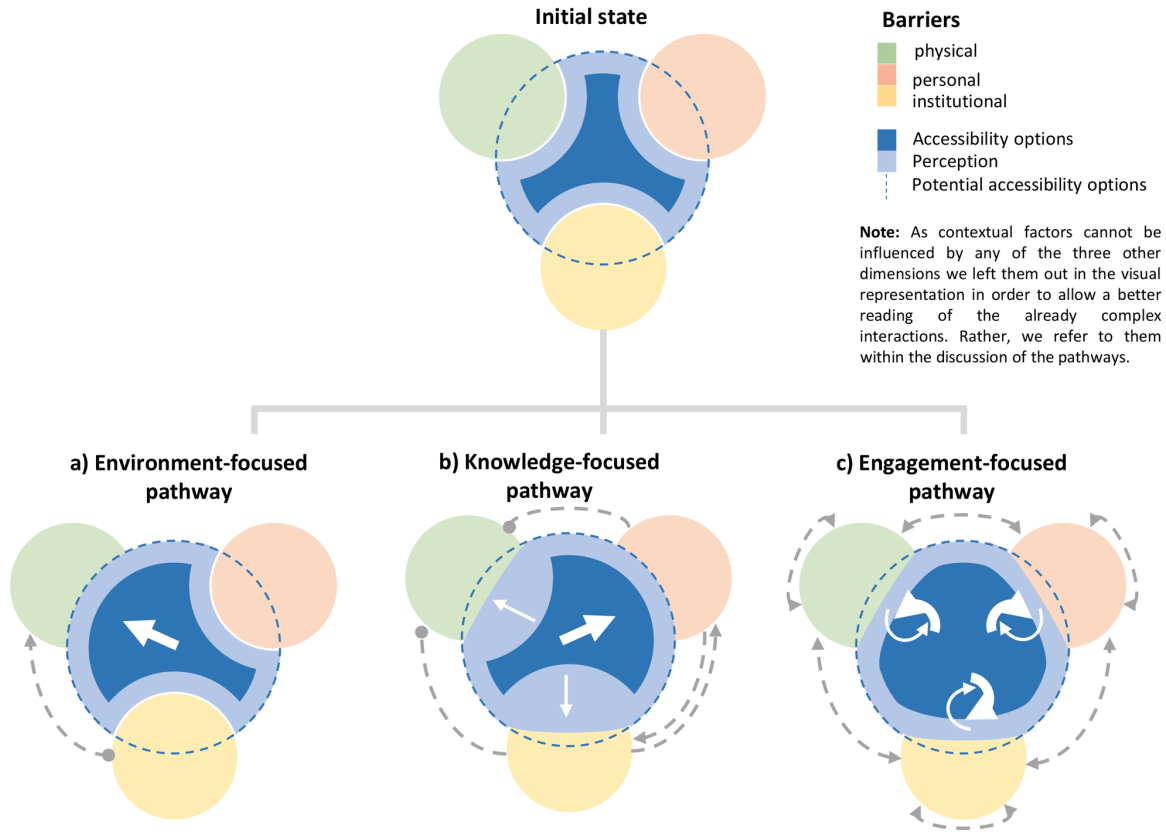 Initial state
Barriers
physical
personal
institutional
Accessibility options
Perception
Potential accessibility options
Note: As contextual factors cannot be
influenced by any of the three other
dimensions we left them out in the visual
representation in order to allow a better
reading of the already complex
interactions. Rather, we refer to them
within the discussion of the pathways.
a) Environment-focused
pathway
b) Knowledge-focused
pathway
c) Engagement-focused
pathway